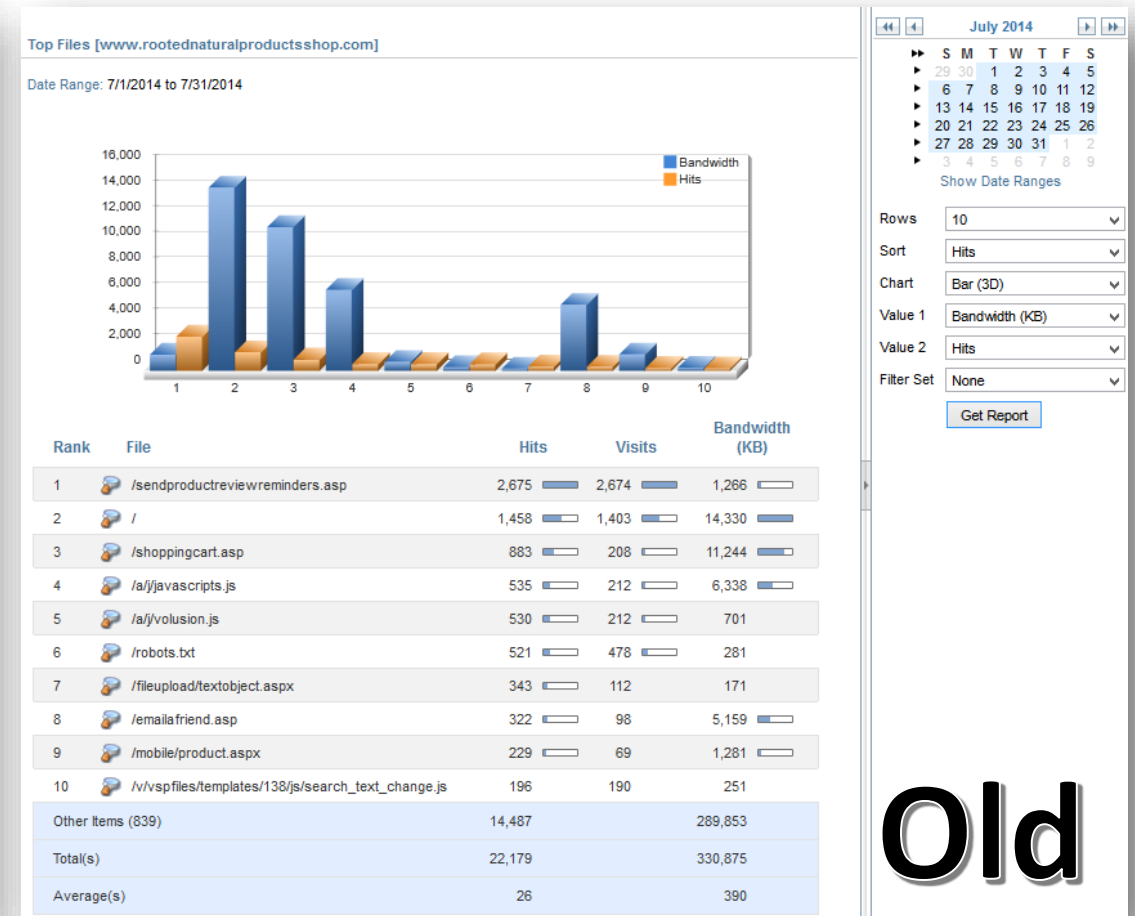 Top Files [www.rootednaturalproductsshop.com]
Date Range: 7/1/2014 to 7/31/2014
16,000
14,000
12,000
10,000
8,000
6,000
4,000
2,000
0
Bandwidth
Hits
1 2 3 4 5 6 7 8 9 10
Rank File Hits Visits Bandwidth (KB)
1 /sendproductreviewreminders.asp 2,675 2,674 1,266
2 / 1,458 1,403 14,330
3 /shoppingcart.asp 883 208 11,244
4 /a/j/javascripts.js 535 212 6,338
5 /a/j/volusion.js 530 212 701
6 /robots.txt 521 478 281
7 /fileupload/textobject.aspx 343 112 171
8 /emailafriend.asp 322 98 5,159
9 /mobile/product.aspx 229 69 1,281
10 /v/vspfiles/templates/138/js/search_text_change.js 196 190 251
Other Items (839) 14,487 289,853
Total(s) 22,179 330,875
Average(s) 26 390
July 2014
S M T W T F S
29 30 1 2 3 4 5
6 7 8 9 10 11 12
13 14 15 16 17 18 19
20 21 22 23 24 25 26
27 28 29 30 31 1 2
3 4 5 6 7 8 9
Show Date Ranges
Rows 10
Sort Hits
Chart Bar (3D)
Value 1 Bandwidth (KB)
Value 2 Hits
Filter Set None
Get Report
Old